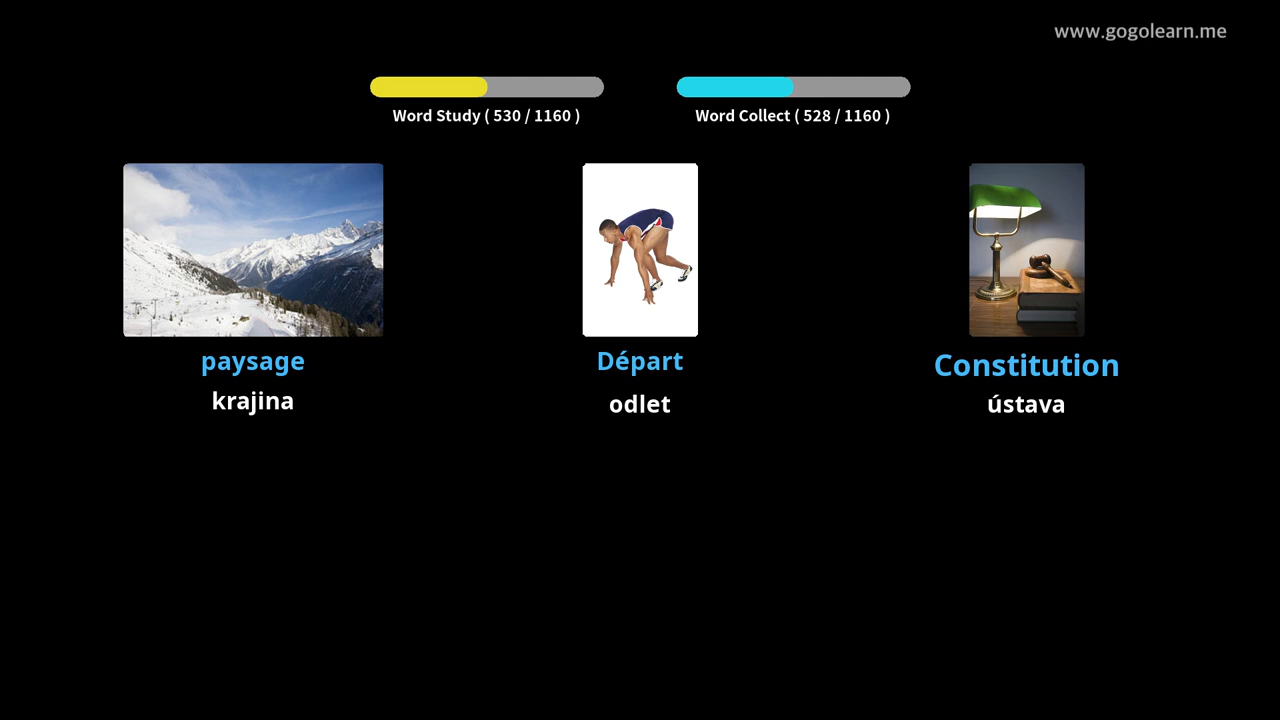 www.gogolearn.me
Word Study ( 530 / 1160 )
Word Collect ( 528 / 1160 )
paysage
krajina
Départ
odlet
Constitution
ústava